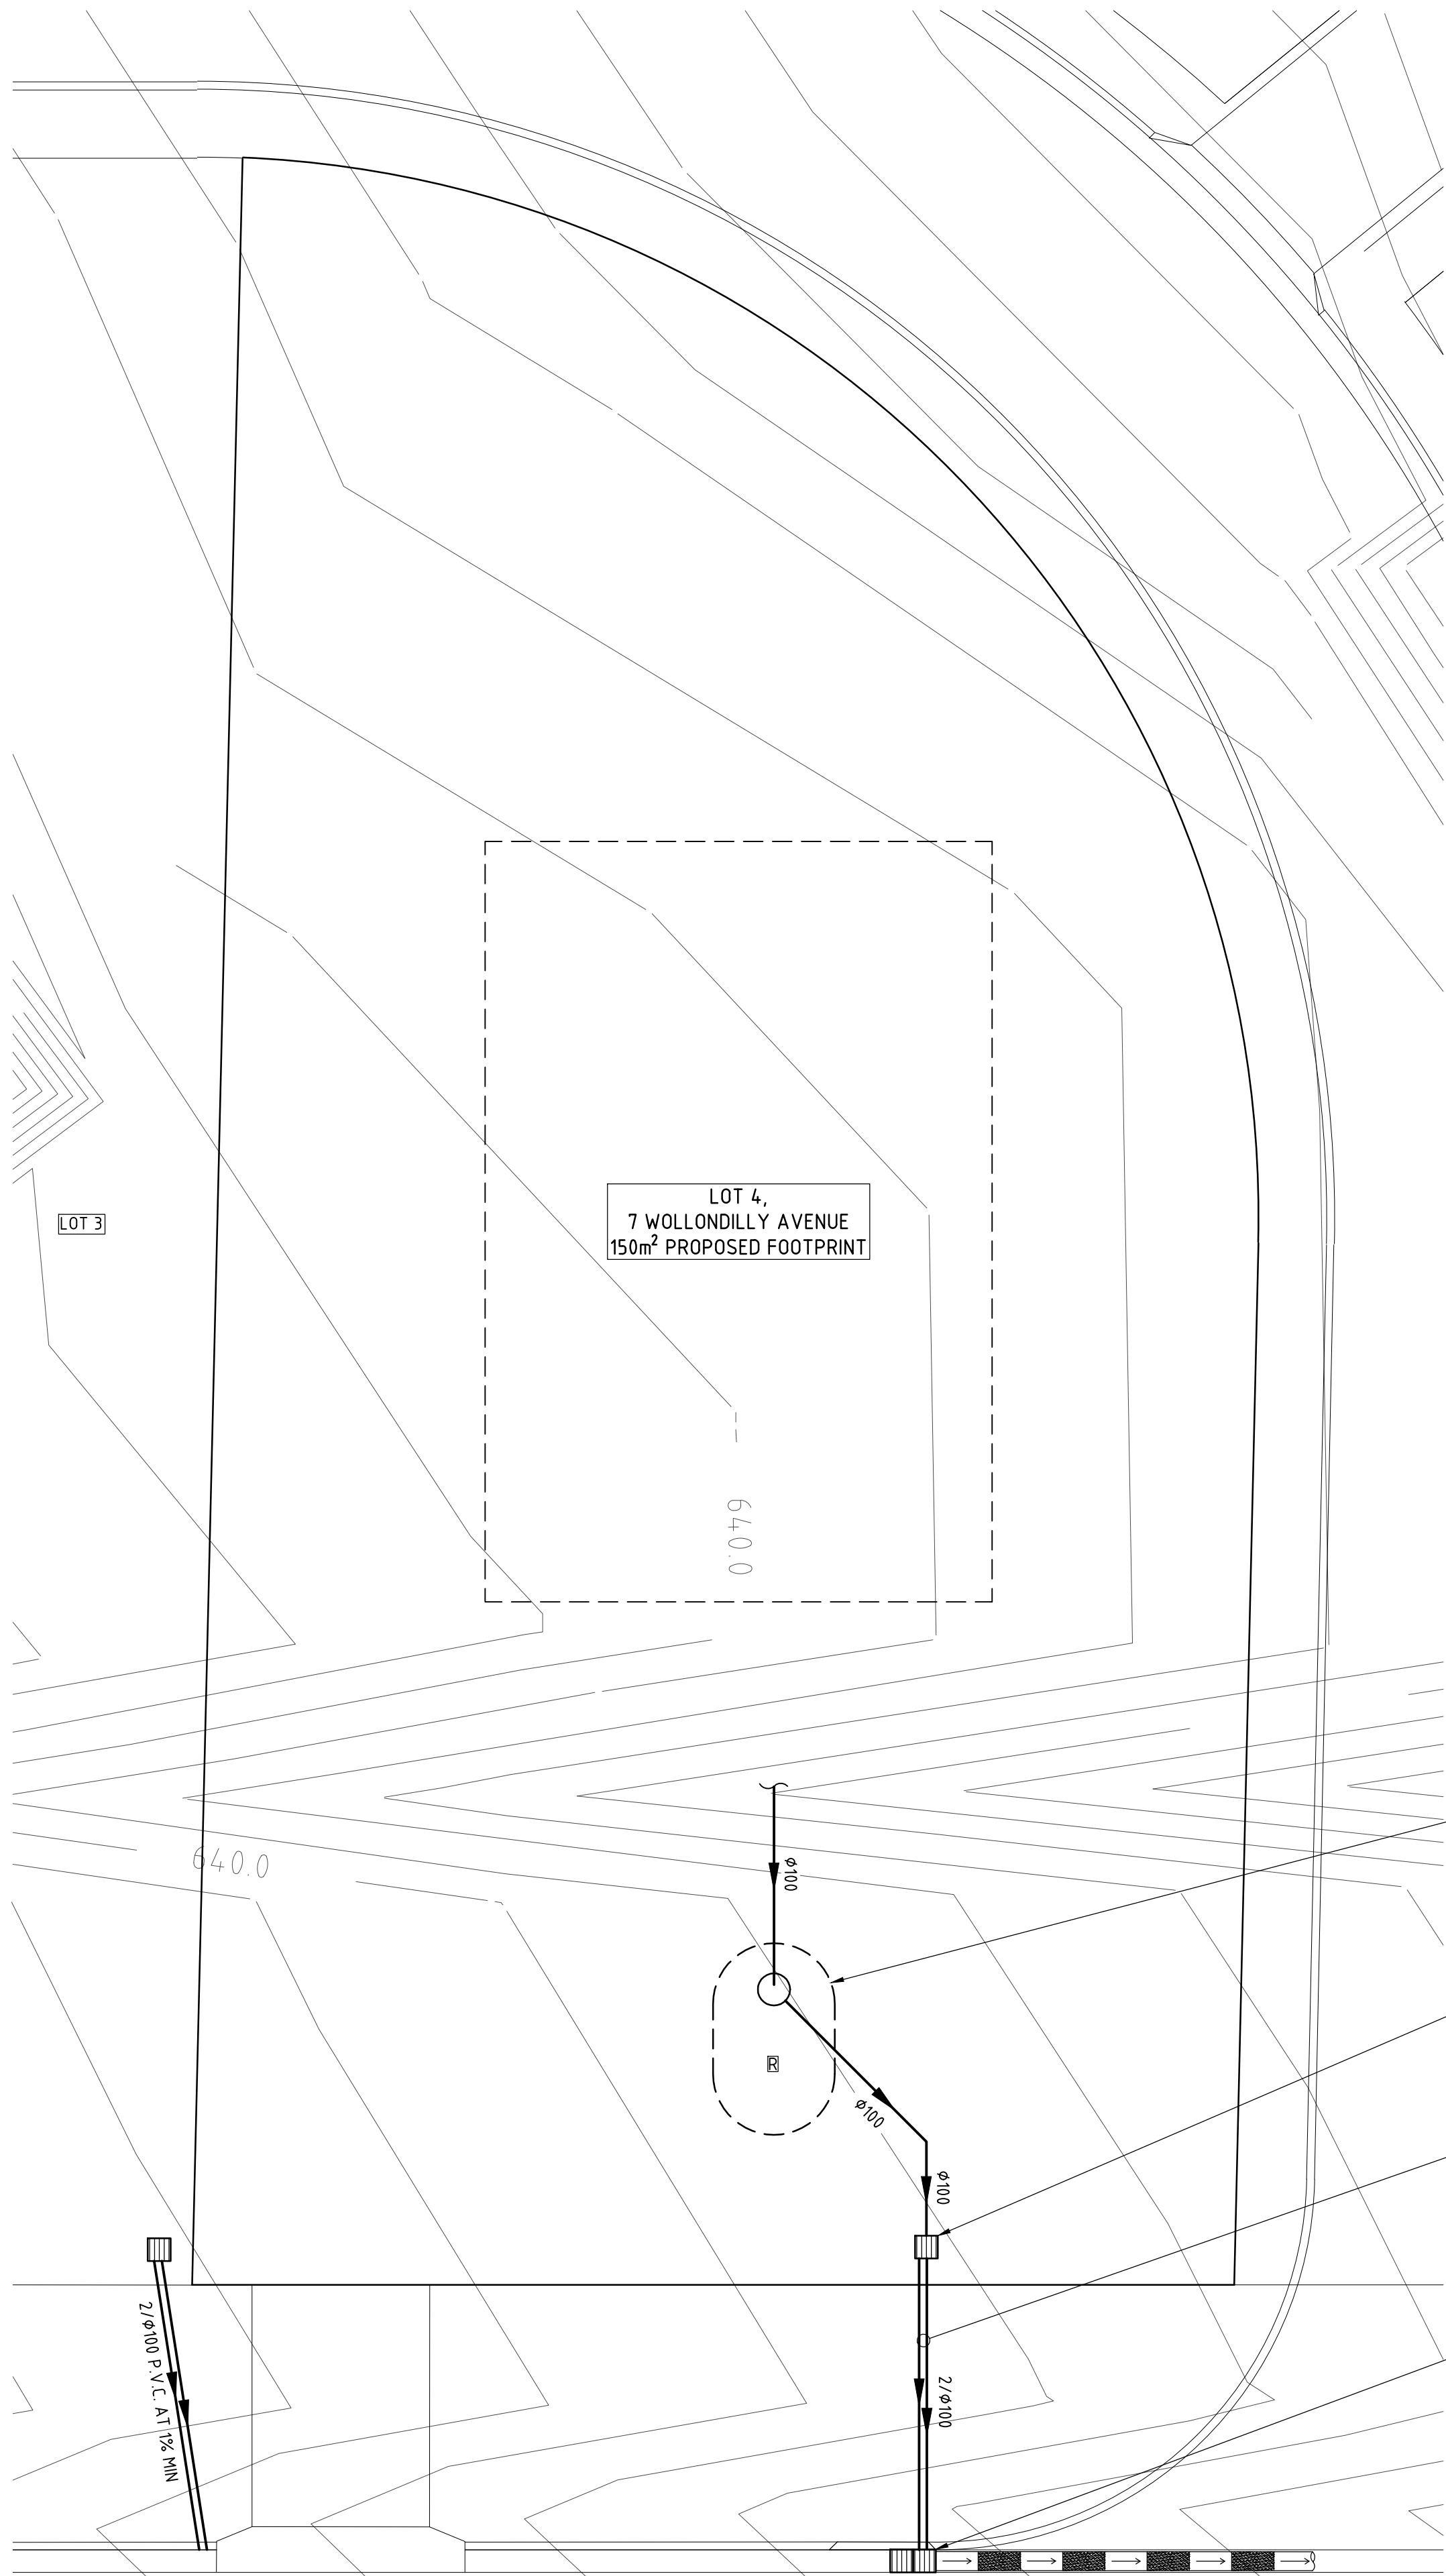 LOT 3
LOT 4,
7 WOLLONDILLY AVENUE
150m² PROPOSED FOOTPRINT
640.0
640.0
ø100
R
ø100
ø100
2/ø100 P.V.C. AT 1% MIN
2/ø100